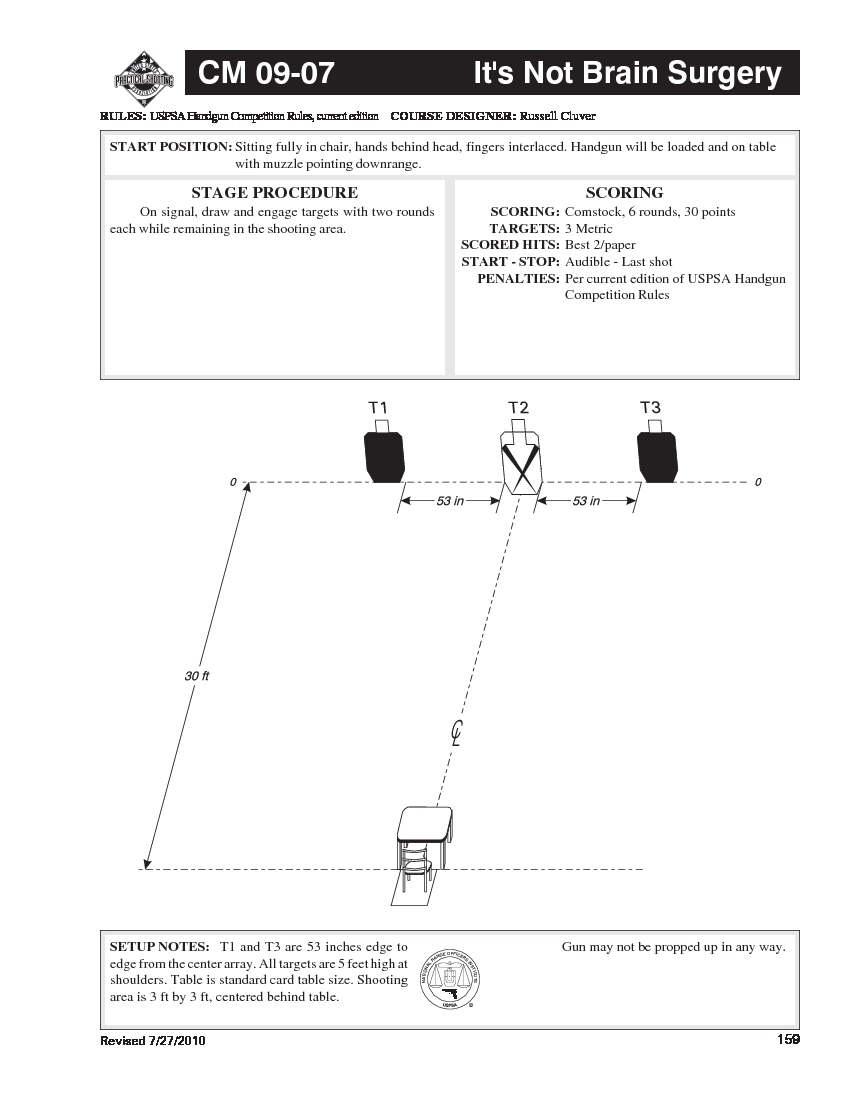 PRACTICAL SHOOTING
CM 09-07
It's Not Brain Surgery
RULES: USPSA Handgun Competition Rules, current edition COURSE DESIGNER: Russell Cluver
START POSITION: Sitting fully in chair, hands behind head, fingers interlaced. Handgun will be loaded and on table
with muzzle pointing downrange.
STAGE PROCEDURE
On signal, draw and engage targets with two rounds
each while remaining in the shooting area.
SCORING
SCORING: Comstock, 6 rounds, 30 points
TARGETS: 3 Metric
SCORED HITS: Best 2/paper
START - STOP: Audible - Last shot
PENALTIES: Per current edition of USPSA Handgun
Competition Rules
T1 T2 T3
0 0
53 in 53 in
30 ft
CL
SETUP NOTES: T1 and T3 are 53 inches edge to
edge from the center array. All targets are 5 feet high at
shoulders. Table is standard card table size. Shooting
area is 3 ft by 3 ft, centered behind table.
NATIONAL RANGE OFFICERS INSTITUTE
USPSA
Gun may not be propped up in any way.
Revised 7/27/2010
159